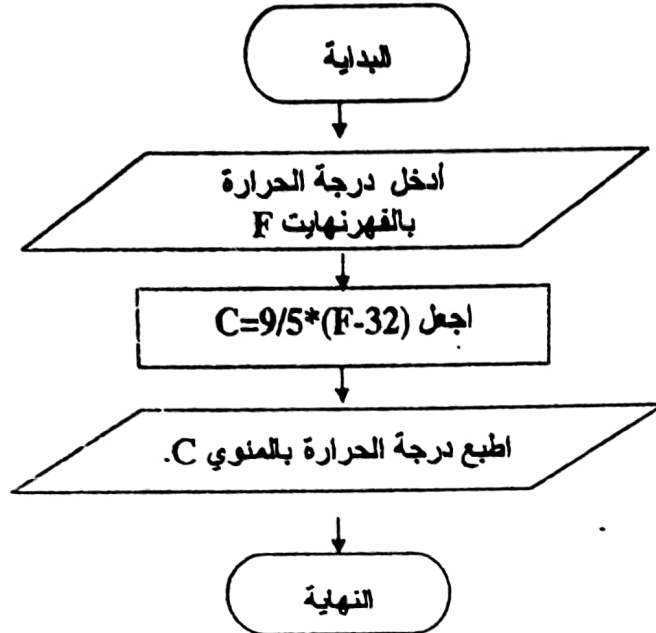 البداية
أدخل درجة الحرارة
بالفهرنهايت F
اجعل C=9/5*(F-32)
اطبع درجة الحرارة بالمئوي C.
النهاية